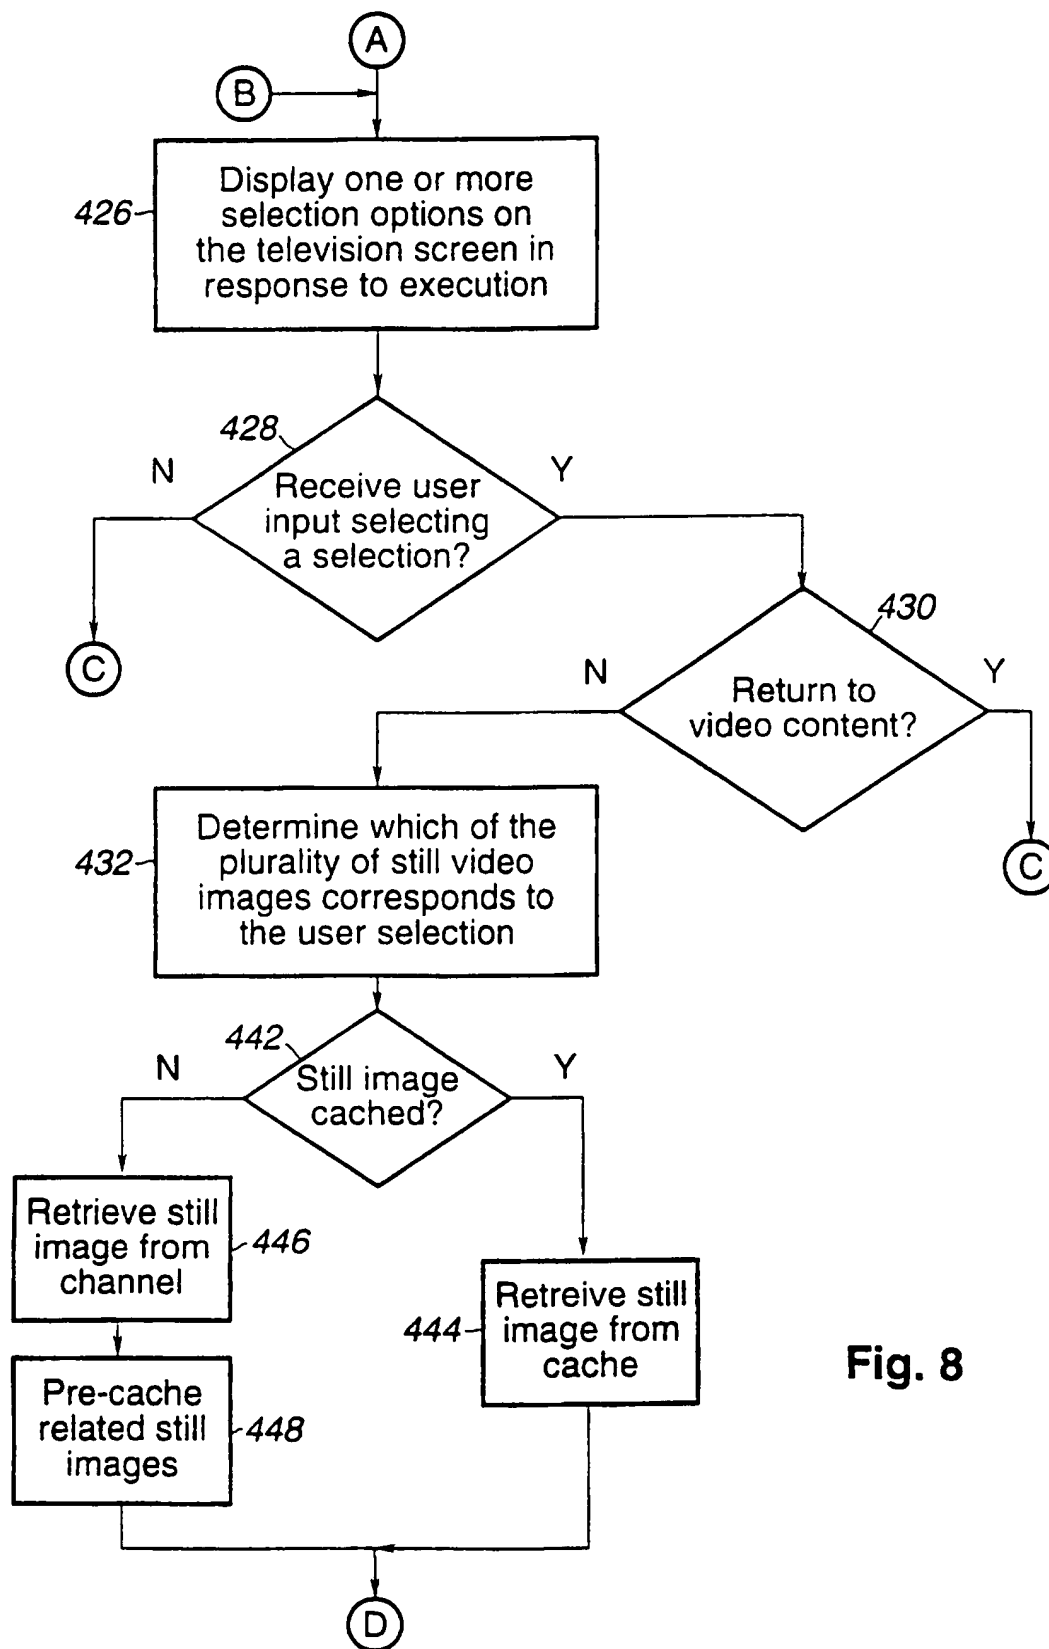 A
B
Display one or more
selection options on
the television screen in
response to execution
426
428
N
Y
Receive user
input selecting
a selection?
C
430
N
Y
Return to
video content?
C
Determine which of the
plurality of still video
images corresponds to
the user selection
432
442
N
Y
Still image
cached?
Retrieve still
image from
channel
446
Retreive still
image from
cache
444
Pre-cache
related still
images
448
Fig. 8
D